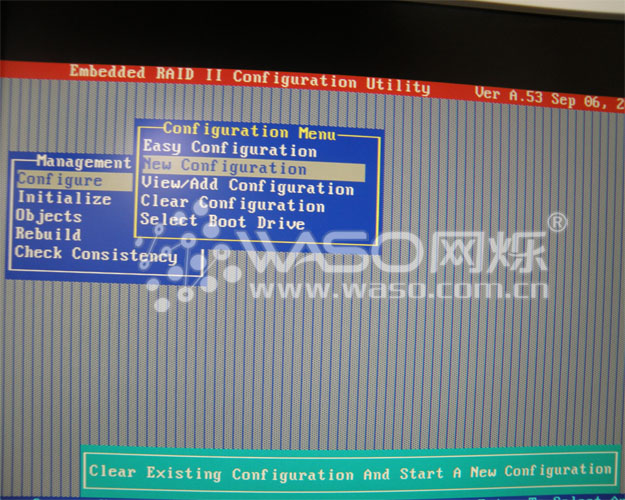 Embedded RAID II Configuration Utility
Ver A.53 Sep 06, 2
Configuration Menu
Easy Configuration
New Configuration
View/Add Configuration
Clear Configuration
Select Boot Drive
Management
Configure
Initialize
Objects
Rebuild
Check Consistency
WASO网烁®
www.waso.com.cn
Clear Existing Configuration And Start A New Configuration